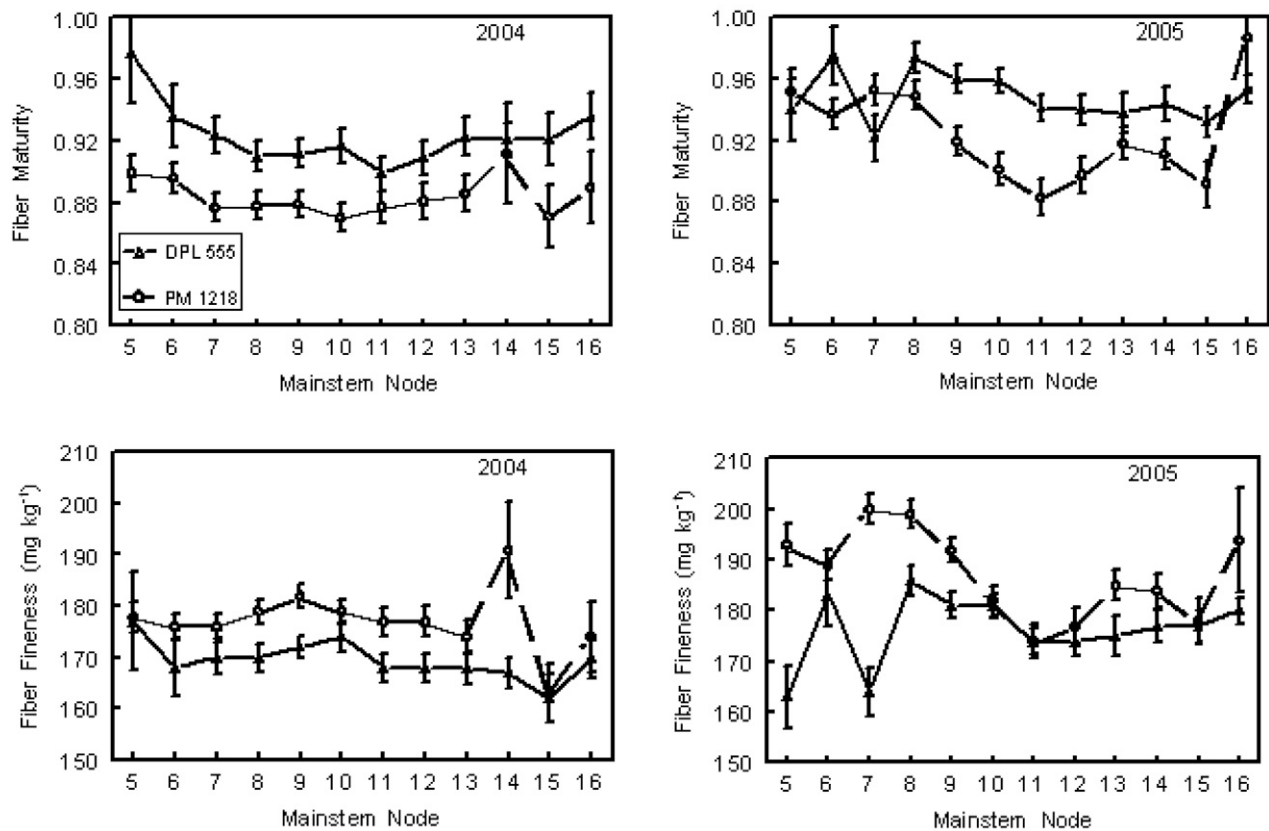 2004
1.00
0.96
0.92
0.88
0.84
0.80
Fiber Maturity
DPL 555
PM 1218
5 6 7 8 9 10 11 12 13 14 15 16
Mainstem Node
2005
1.00
0.96
0.92
0.88
0.84
0.80
Fiber Maturity
5 6 7 8 9 10 11 12 13 14 15 16
Mainstem Node
2004
210
200
190
180
170
160
150
Fiber Fineness (mg kg⁻¹)
5 6 7 8 9 10 11 12 13 14 15 16
Mainstem Node
2005
210
200
190
180
170
160
150
Fiber Fineness (mg kg⁻¹)
5 6 7 8 9 10 11 12 13 14 15 16
Mainstem Node